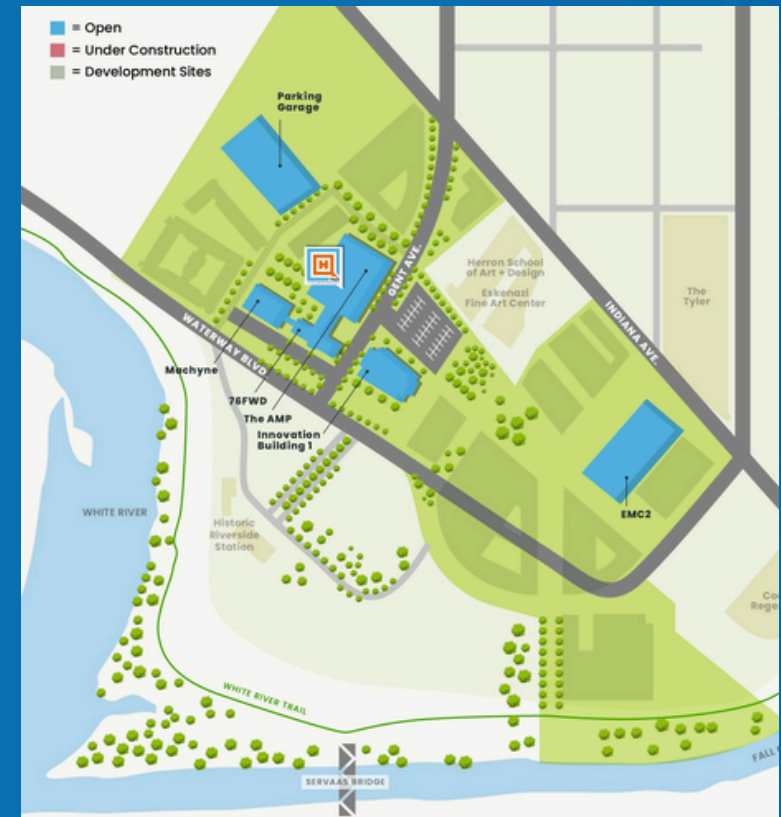 = Open
= Under Construction
= Development Sites
Parking
Garage
H
GENT AVE.
Herron School
of Art + Design
Eskenazi
Fine Art Center
The
Tyler
INDIANA AVE.
WATERWAY BLVD
Machyne
76FWD
The AMP
Innovation
Building 1
EMC2
WHITE RIVER
Historic
Riverside
Station
WHITE RIVER TRAIL
SERVAAS BRIDGE
FALL